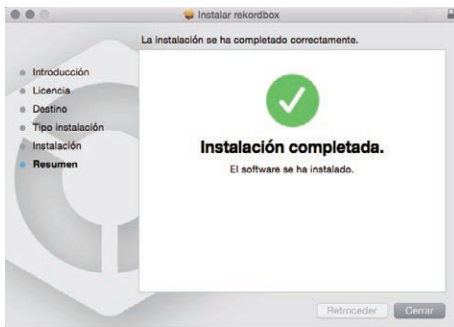 Instalar rekordbox
La instalación se ha completado correctamente.
Introducción
Licencia
Destino
Tipo instalación
Instalación
Resumen
Instalación completada.
El software se ha instalado.
Retroceder
Cerrar